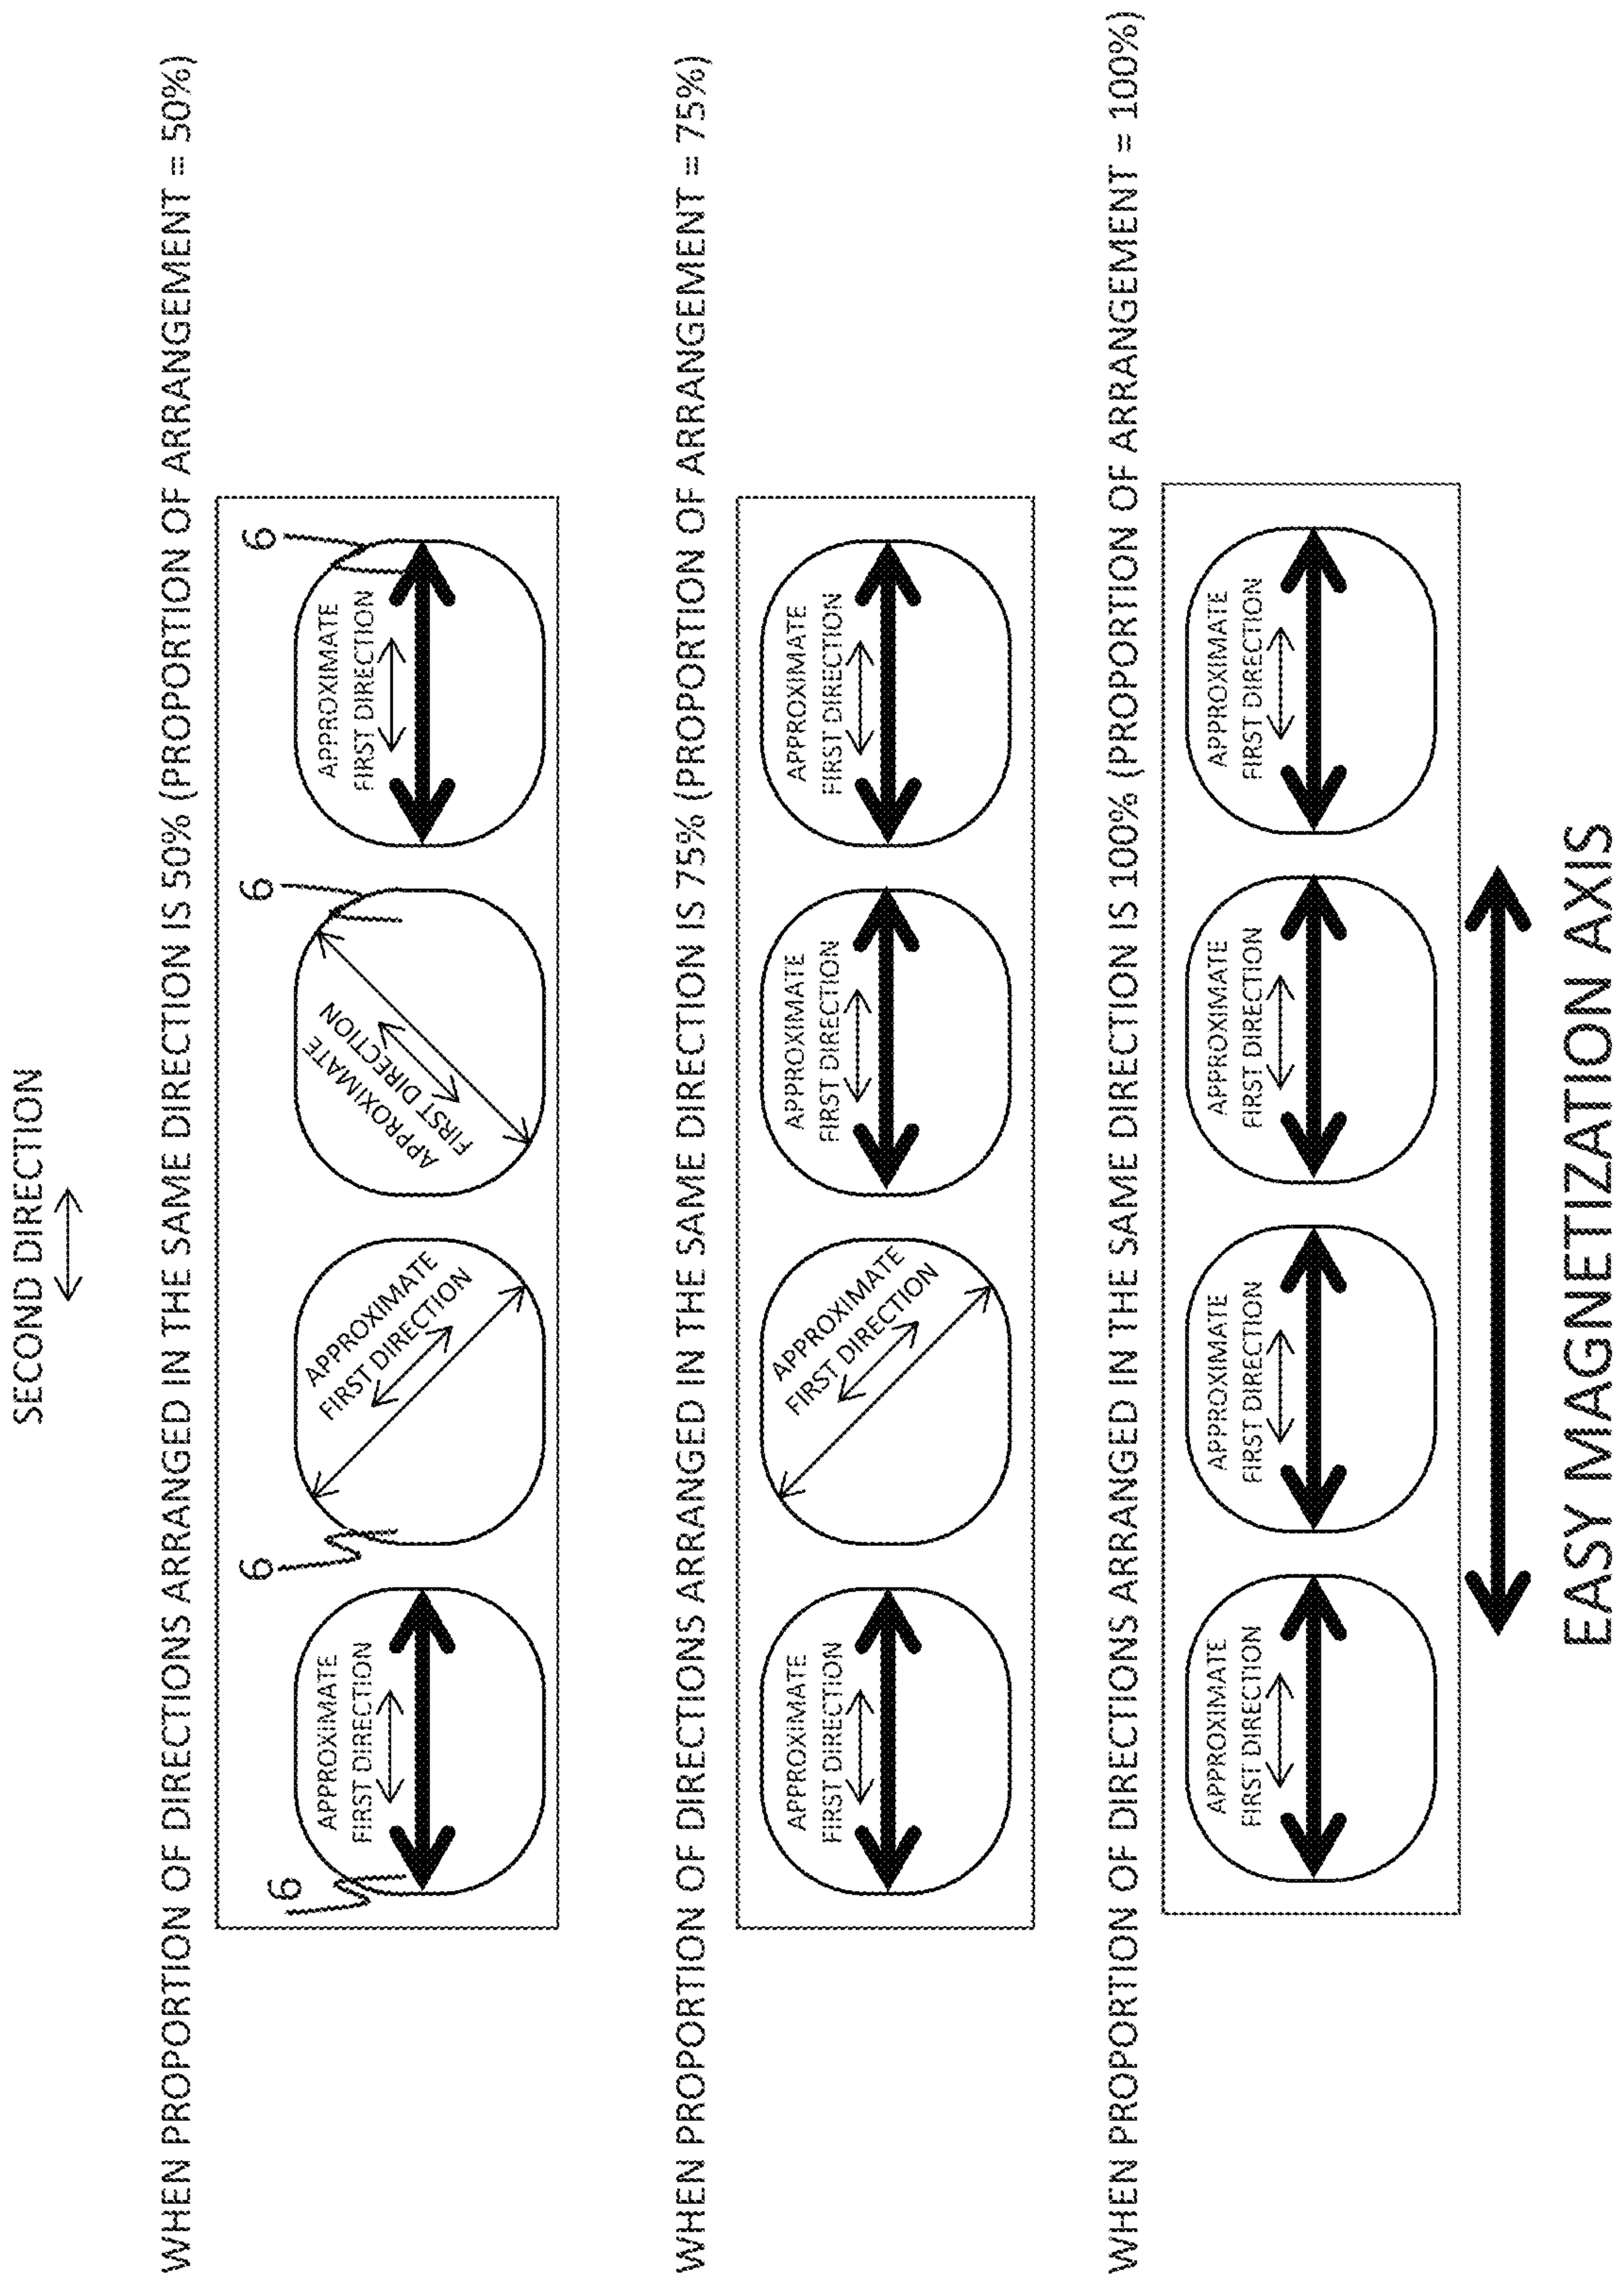 SECOND DIRECTION
WHEN PROPORTION OF DIRECTIONS ARRANGED IN THE SAME DIRECTION IS 50% (PROPORTION OF ARRANGEMENT = 50%)
6
6
6
6
APPROXIMATE
FIRST DIRECTION
APPROXIMATE
FIRST DIRECTION
APPROXIMATE
FIRST DIRECTION
APPROXIMATE
FIRST DIRECTION
WHEN PROPORTION OF DIRECTIONS ARRANGED IN THE SAME DIRECTION IS 75% (PROPORTION OF ARRANGEMENT = 75%)
APPROXIMATE
FIRST DIRECTION
APPROXIMATE
FIRST DIRECTION
APPROXIMATE
FIRST DIRECTION
APPROXIMATE
FIRST DIRECTION
WHEN PROPORTION OF DIRECTIONS ARRANGED IN THE SAME DIRECTION IS 100% (PROPORTION OF ARRANGEMENT = 100%)
APPROXIMATE
FIRST DIRECTION
APPROXIMATE
FIRST DIRECTION
APPROXIMATE
FIRST DIRECTION
APPROXIMATE
FIRST DIRECTION
EASY MAGNETIZATION AXIS